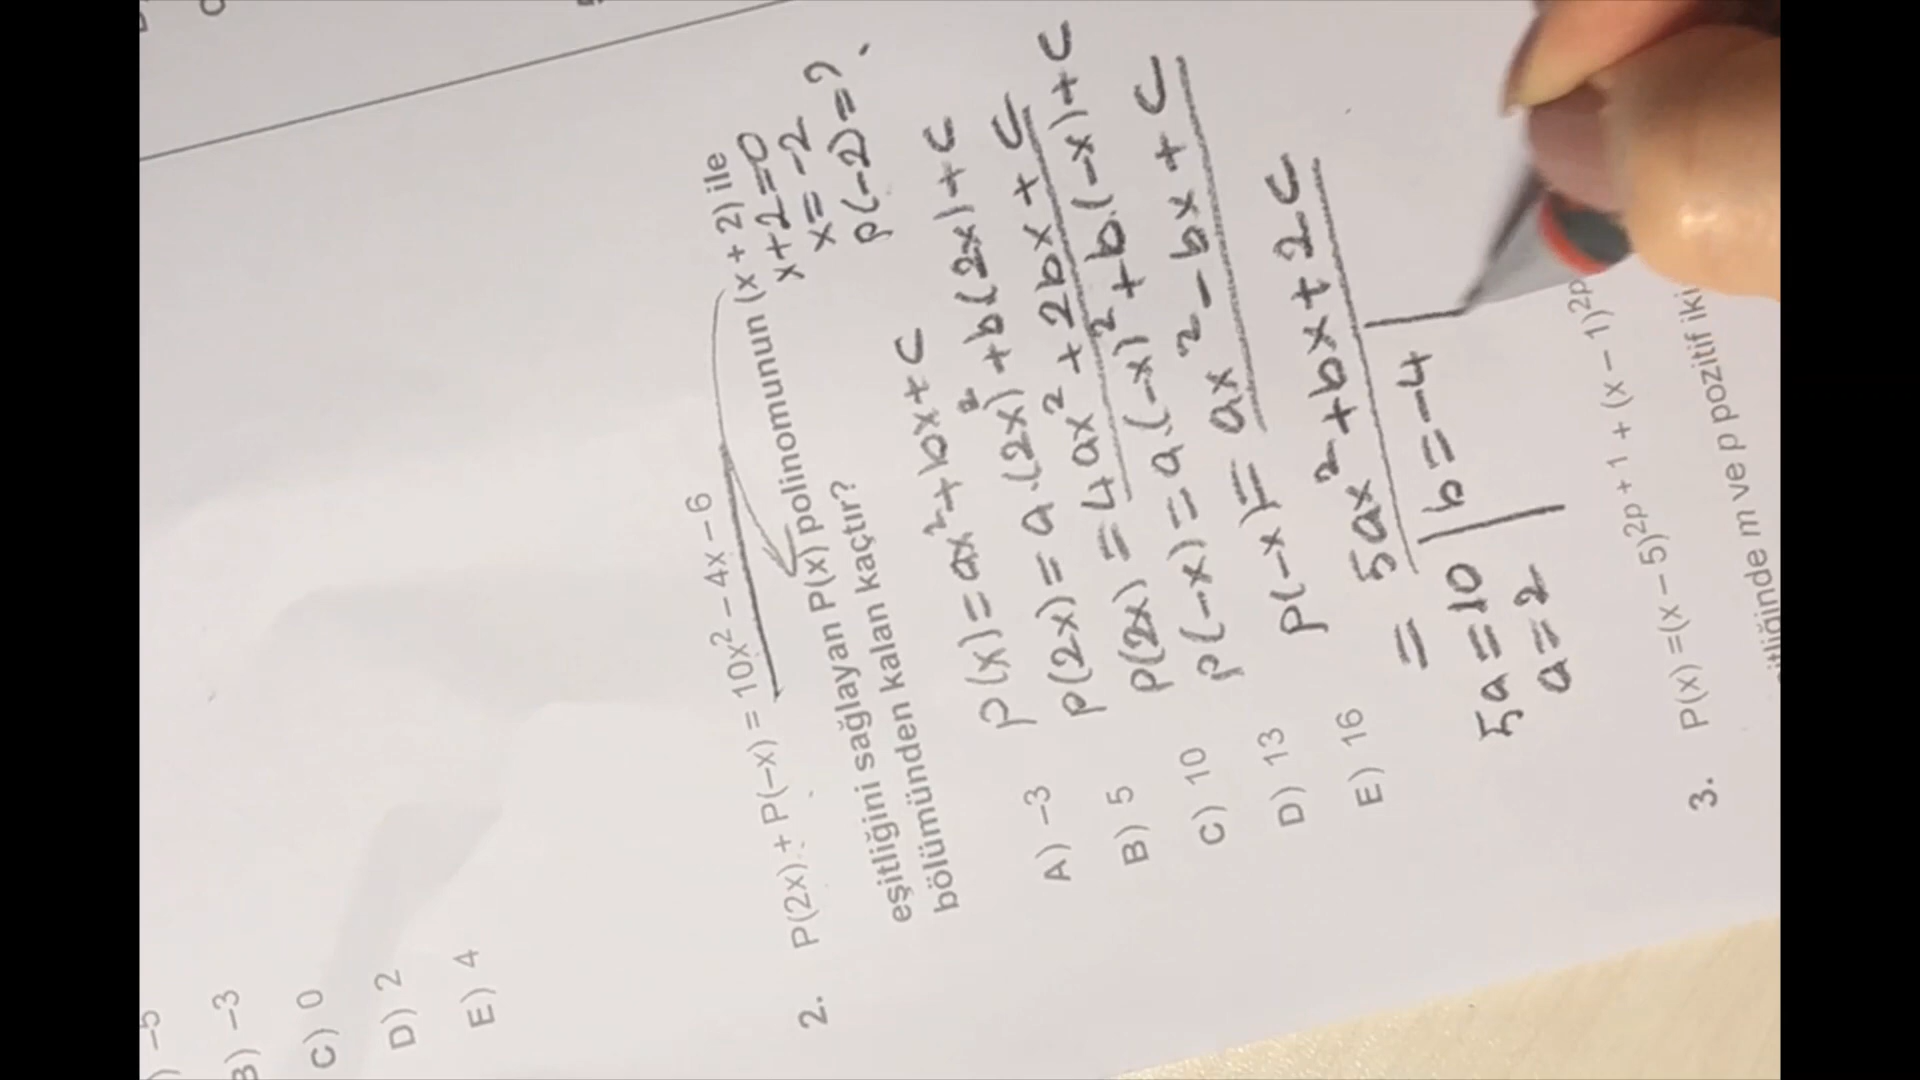 B) −3
C) 0
D) 2
E) 4
2. P(2x) + P(−x) = 10x² − 4x − 6
eşitliğini sağlayan P(x) polinomunun (x + 2) ile
bölümünden kalan kaçtır?
x+2=0
x=-2
P(-2)=?
A) −3
B) 5
C) 10
D) 13
E) 16
P(x)=ax²+bx+c
P(2x)=a.(2x)²+b(2x)+c
P(2x)=4ax²+2bx+c
P(-x)=a.(-x)²+b.(-x)+c
P(-x)=ax²-bx+c
= 5ax²+bx+2c
5a=10 | b=-4
a=2
3. P(x) =(x − 5)²ᵖ + 1 + (x − 1)²ᵖ
m ve p pozitif iki